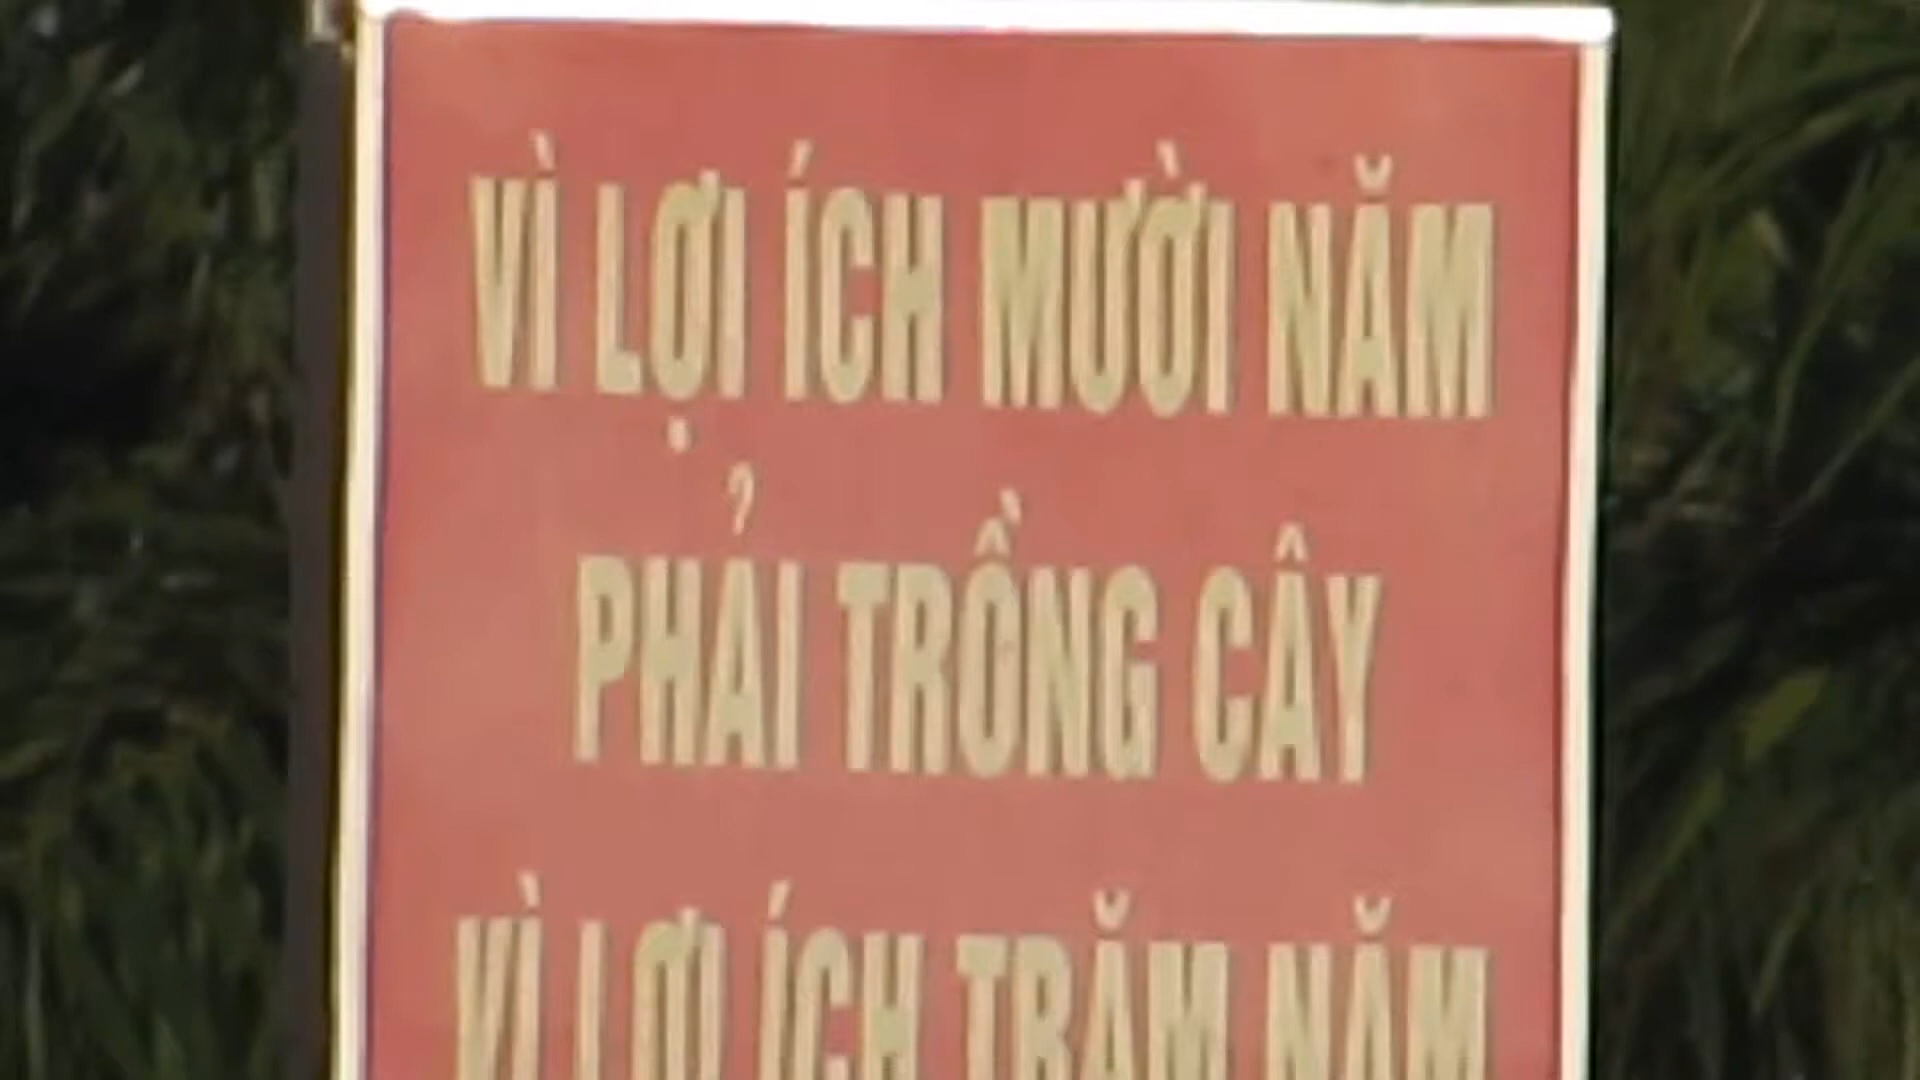 VÌ LỢI ÍCH MƯỜI NĂM
PHẢI TRỒNG CÂY
VÌ LỢI ÍCH TRĂM NĂM